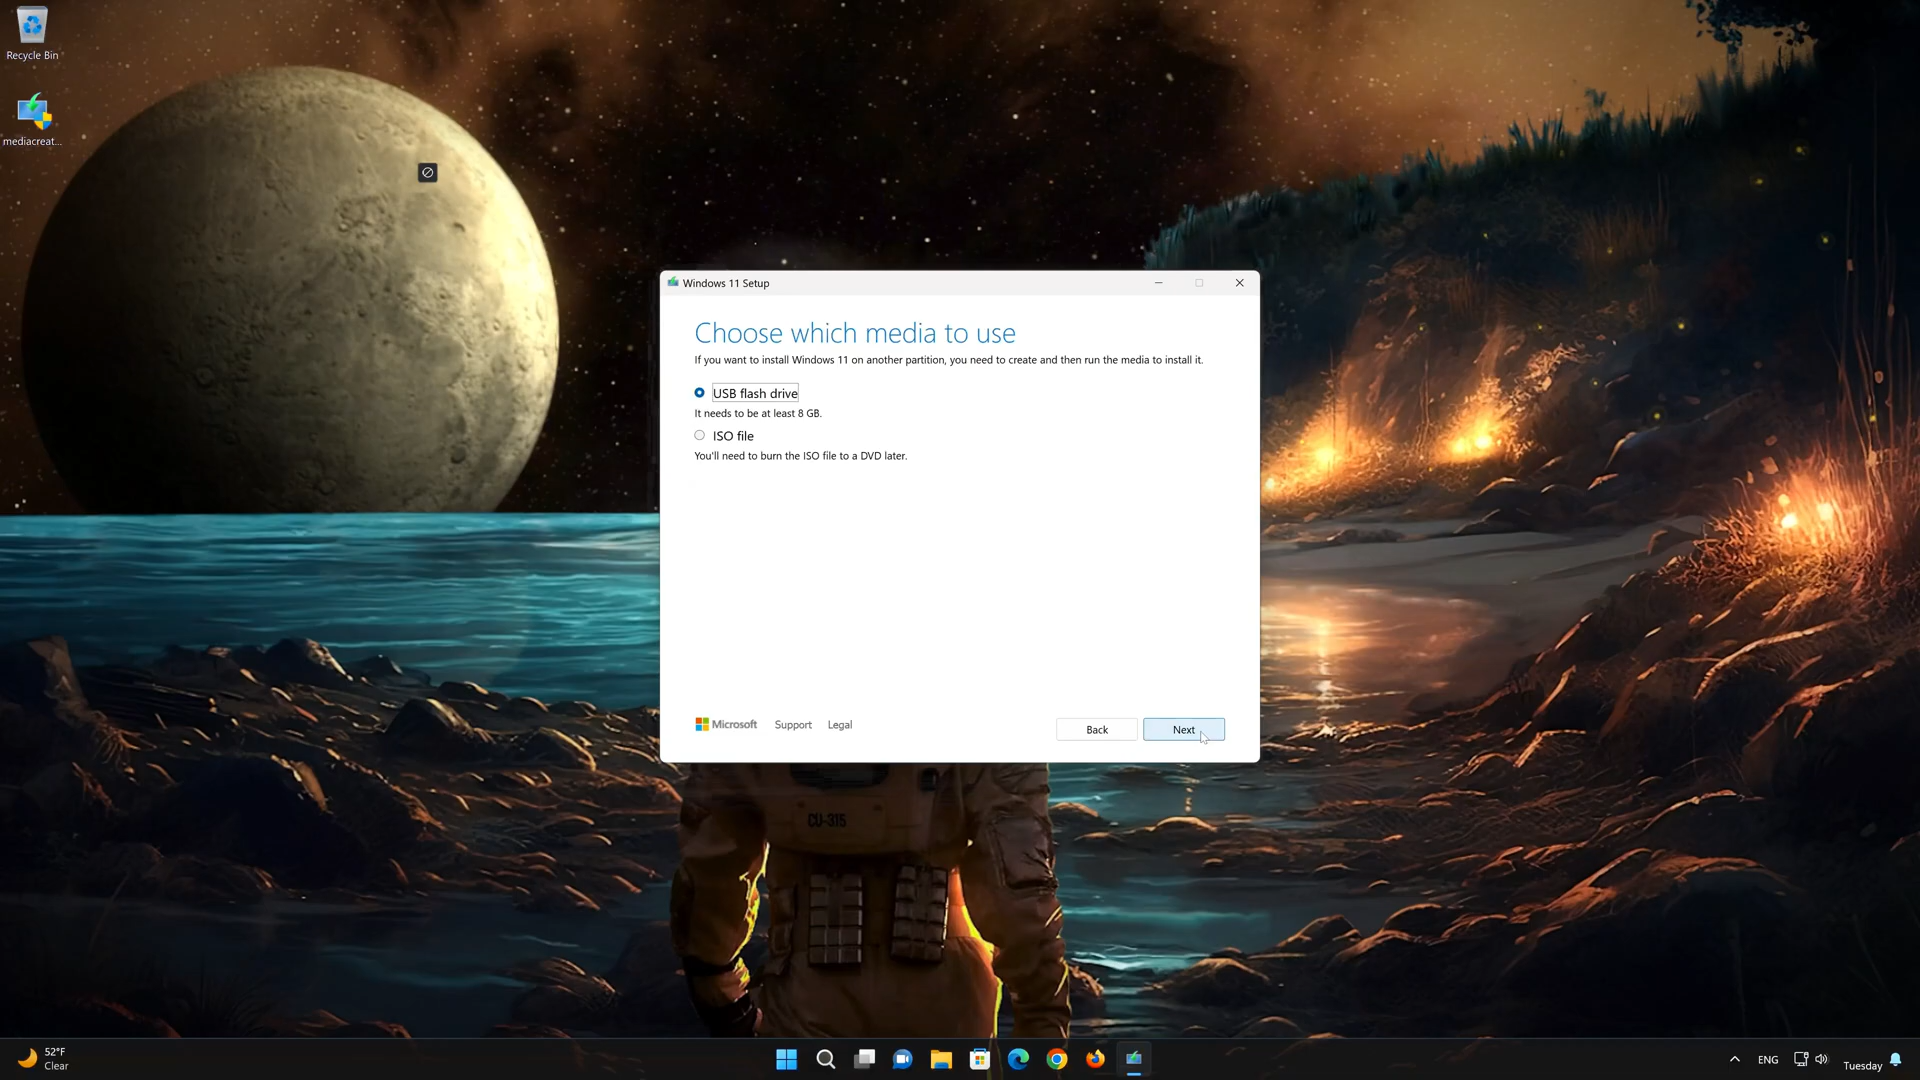 Recycle Bin
mediacreat...
Windows 11 Setup
Choose which media to use
If you want to install Windows 11 on another partition, you need to create and then run the media to install it.
USB flash drive
It needs to be at least 8 GB.
ISO file
You'll need to burn the ISO file to a DVD later.
Microsoft
Support
Legal
Back
Next
CU-315
52°F
Clear
ENG
Tuesday